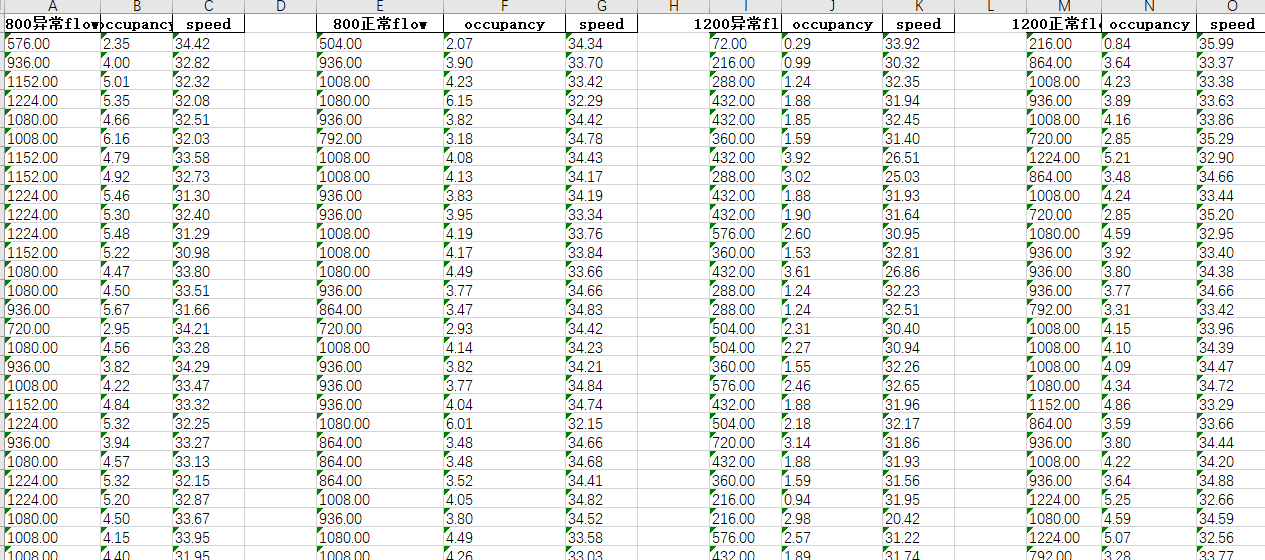 A B C D E F G H I J K L M N O
800异常flow occupancy speed 800正常flow occupancy speed 1200异常fl occupancy speed 1200正常fl occupancy speed
576.00 2.35 34.42 504.00 2.07 34.34 72.00 0.29 33.92 216.00 0.84 35.99
936.00 4.00 32.82 936.00 3.90 33.70 216.00 0.99 30.32 864.00 3.64 33.37
1152.00 5.01 32.32 1008.00 4.23 33.42 288.00 1.24 32.35 1008.00 4.23 33.38
1224.00 5.35 32.08 1080.00 6.15 32.29 432.00 1.88 31.94 936.00 3.89 33.63
1080.00 4.66 32.51 936.00 3.82 34.42 432.00 1.85 32.45 1008.00 4.16 33.86
1008.00 6.16 32.03 792.00 3.18 34.78 360.00 1.59 31.40 720.00 2.85 35.29
1152.00 4.79 33.58 1008.00 4.08 34.43 432.00 3.92 26.51 1224.00 5.21 32.90
1152.00 4.92 32.73 1008.00 4.13 34.17 288.00 3.02 25.03 864.00 3.48 34.66
1224.00 5.46 31.30 936.00 3.83 34.19 432.00 1.88 31.93 1008.00 4.24 33.44
1224.00 5.30 32.40 936.00 3.95 33.34 432.00 1.90 31.64 720.00 2.85 35.20
1224.00 5.48 31.29 1008.00 4.19 33.76 576.00 2.60 30.95 1080.00 4.59 32.95
1152.00 5.22 30.98 1008.00 4.17 33.84 360.00 1.53 32.81 936.00 3.92 33.40
1080.00 4.47 33.80 1080.00 4.49 33.66 432.00 3.61 26.86 936.00 3.80 34.38
1080.00 4.50 33.51 936.00 3.77 34.66 288.00 1.24 32.23 936.00 3.77 34.66
936.00 5.67 31.66 864.00 3.47 34.83 288.00 1.24 32.51 792.00 3.31 33.42
720.00 2.95 34.21 720.00 2.93 34.42 504.00 2.31 30.40 1008.00 4.15 33.96
1080.00 4.56 33.28 1008.00 4.14 34.23 504.00 2.27 30.94 1008.00 4.10 34.39
936.00 3.82 34.29 936.00 3.82 34.21 360.00 1.55 32.26 1008.00 4.09 34.47
1008.00 4.22 33.47 936.00 3.77 34.84 576.00 2.46 32.65 1080.00 4.34 34.72
1152.00 4.84 33.32 936.00 4.04 34.74 432.00 1.88 31.96 1152.00 4.86 33.29
1224.00 5.32 32.25 1080.00 6.01 32.15 504.00 2.18 32.17 864.00 3.59 33.66
936.00 3.94 33.27 864.00 3.48 34.66 720.00 3.14 31.86 936.00 3.80 34.44
1080.00 4.57 33.13 864.00 3.48 34.68 432.00 1.88 31.93 1008.00 4.22 34.20
1224.00 5.32 32.15 864.00 3.52 34.41 360.00 1.59 31.56 936.00 3.64 34.88
1224.00 5.20 32.87 1008.00 4.05 34.82 216.00 0.94 31.95 1224.00 5.25 32.66
1080.00 4.50 33.67 936.00 3.80 34.52 216.00 2.98 20.42 1080.00 4.59 34.59
1008.00 4.15 33.95 1080.00 4.49 33.58 576.00 2.57 31.22 1224.00 5.07 32.56
1008.00 4.40 31.95 1008.00 4.26 33.03 432.00 1.89 31.74 792.00 3.28 33.77